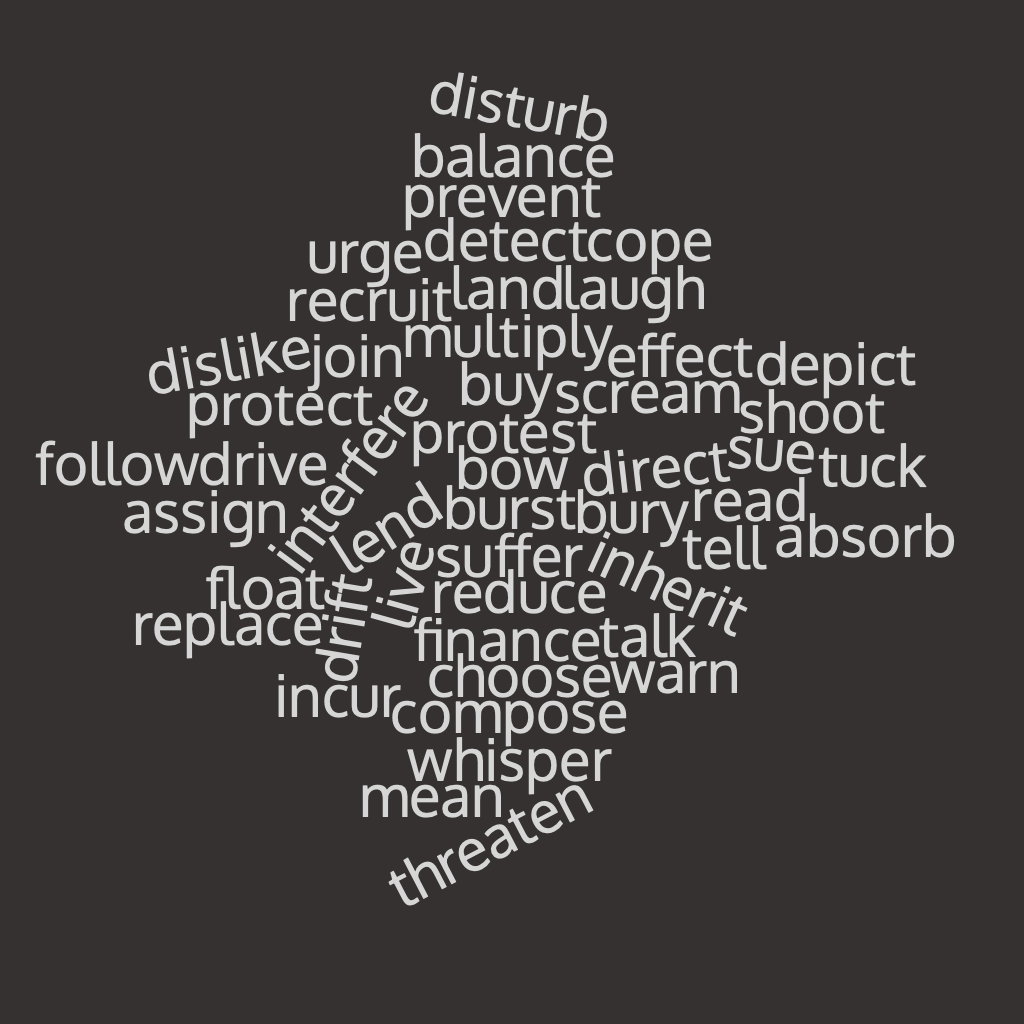 disturb
balance
prevent
urge detect cope
recruit land laugh
dislike join multiply effect depict
protect buy scream shoot
interfere protest sue
follow drive bow direct tuck
assign lend burst bury read
live suffer inherit tell absorb
float drift reduce
replace finance talk
incur choose warn
compose
whisper
mean
threaten